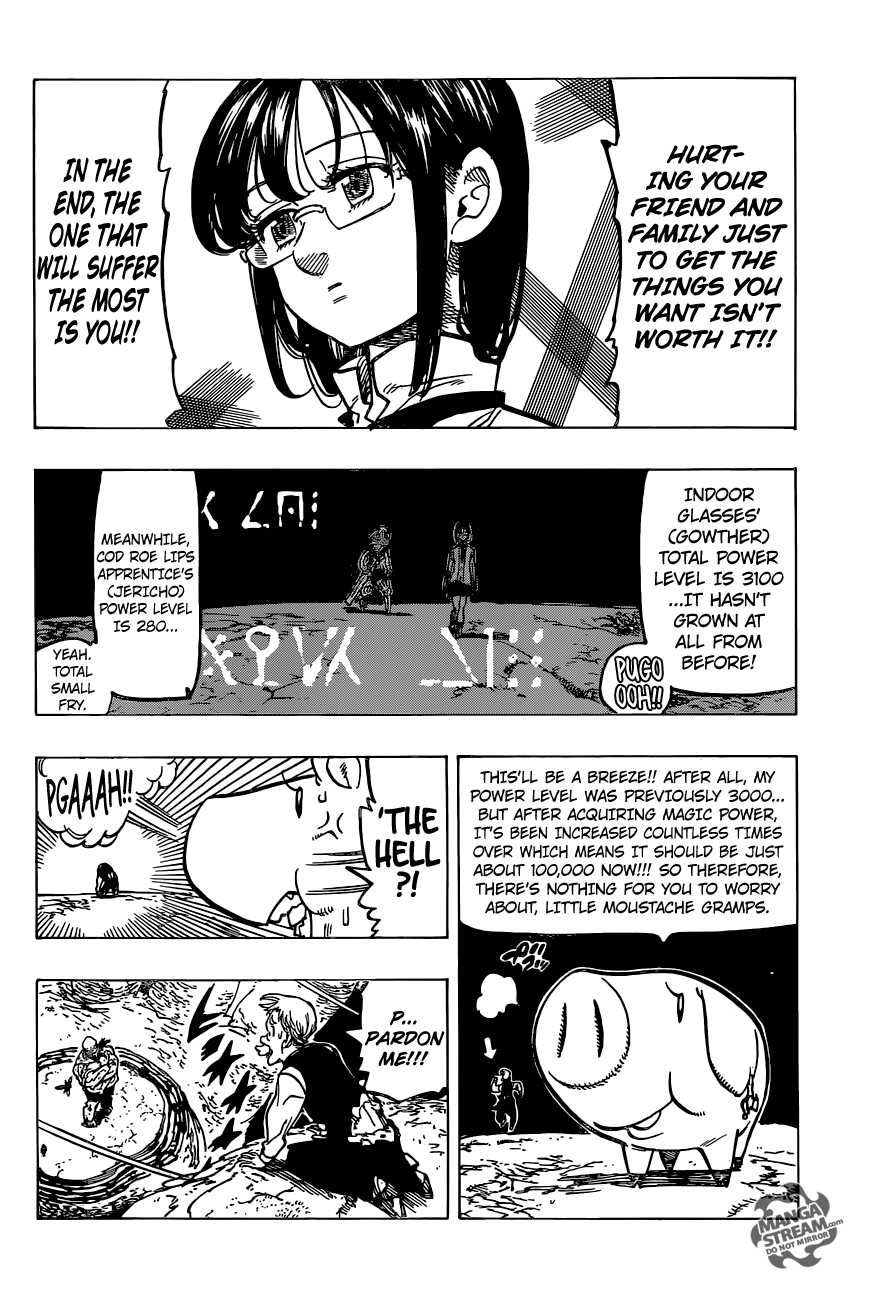 HURT-
ING YOUR
FRIEND AND
FAMILY JUST
TO GET THE
THINGS YOU
WANT ISN'T
WORTH IT!!
IN THE
END, THE
ONE THAT
WILL SUFFER
THE MOST
IS YOU!!
INDOOR
GLASSES'
(GOWTHER)
TOTAL POWER
LEVEL IS 3100
...IT HASN'T
GROWN AT
ALL FROM
BEFORE!
PUGO
OOH!!
MEANWHILE,
COD ROE LIPS
APPRENTICE'S
(JERICHO)
POWER LEVEL
IS 280...
YEAH.
TOTAL
SMALL
FRY.
THIS'LL BE A BREEZE!! AFTER ALL, MY
POWER LEVEL WAS PREVIOUSLY 3000...
BUT AFTER ACQUIRING MAGIC POWER,
IT'S BEEN INCREASED COUNTLESS TIMES
OVER WHICH MEANS IT SHOULD BE JUST
ABOUT 100,000 NOW!!! SO THEREFORE,
THERE'S NOTHING FOR YOU TO WORRY
ABOUT, LITTLE MOUSTACHE GRAMPS.
'THE
HELL
?!
PGAAAH!!
P...
PARDON
ME!!!
MANGA
STREAM.com
DO NOT MIRROR